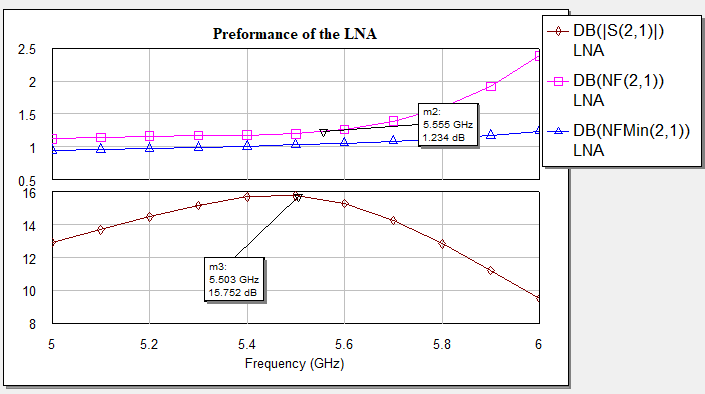 Preformance of the LNA
DB(|S(2,1)|)
LNA
DB(NF(2,1))
LNA
DB(NFMin(2,1))
LNA
2.5
2
1.5
1
0.5
m2:
5.555 GHz
1.234 dB
16
14
12
10
8
m3:
5.503 GHz
15.752 dB
5 5.2 5.4 5.6 5.8 6
Frequency (GHz)